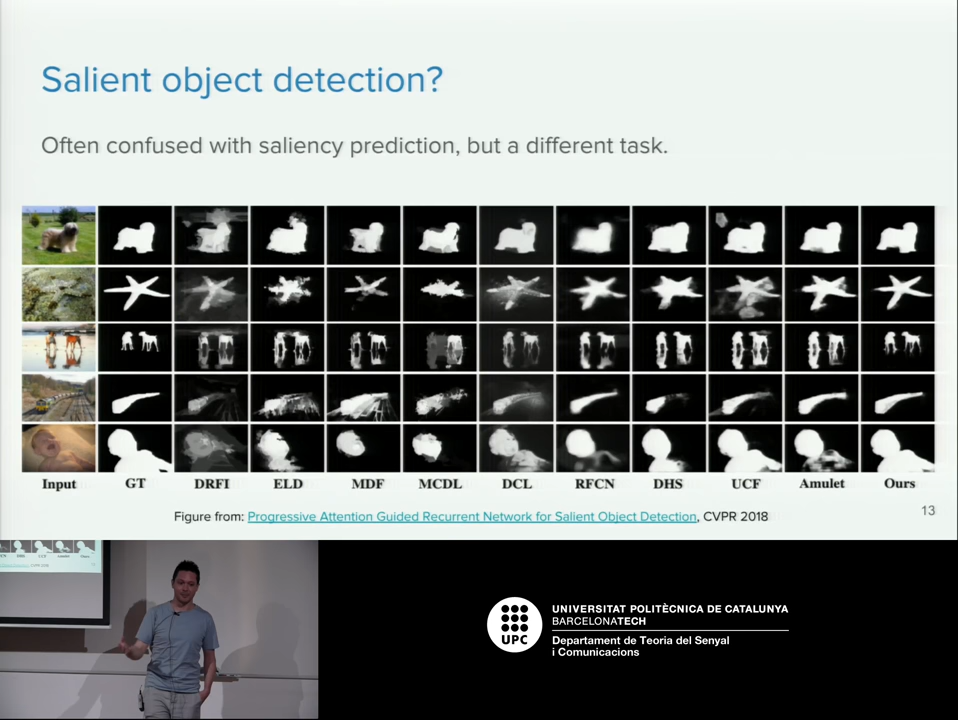 Salient object detection?
Often confused with saliency prediction, but a different task.
Input GT DRFI ELD MDF MCDL DCL RFCN DHS UCF Amulet Ours
Figure from: Progressive Attention Guided Recurrent Network for Salient Object Detection, CVPR 2018
13
UPC
UNIVERSITAT POLITÈCNICA DE CATALUNYA
BARCELONATECH
Departament de Teoria del Senyal
i Comunicacions